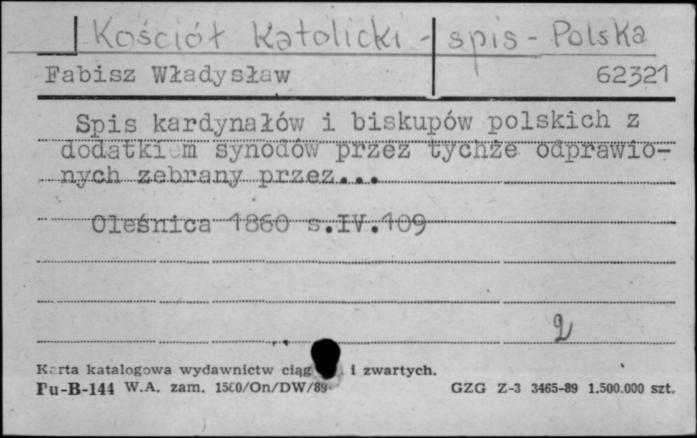 Kościół Katolicki - spis - Polska
Fabisz Władysław 62321
Spis kardynałów i biskupów polskich z
dodatkiem synodów przez tychże odprawio-
nych zebrany przez...
Oleśnica 1860 s.IV.109
2
Karta katalogowa wydawnictw ciąg i zwartych.
Pu-B-144 W.A. zam. 1500/On/DW/89 GZG Z-3 3465-89 1.500.000 szt.